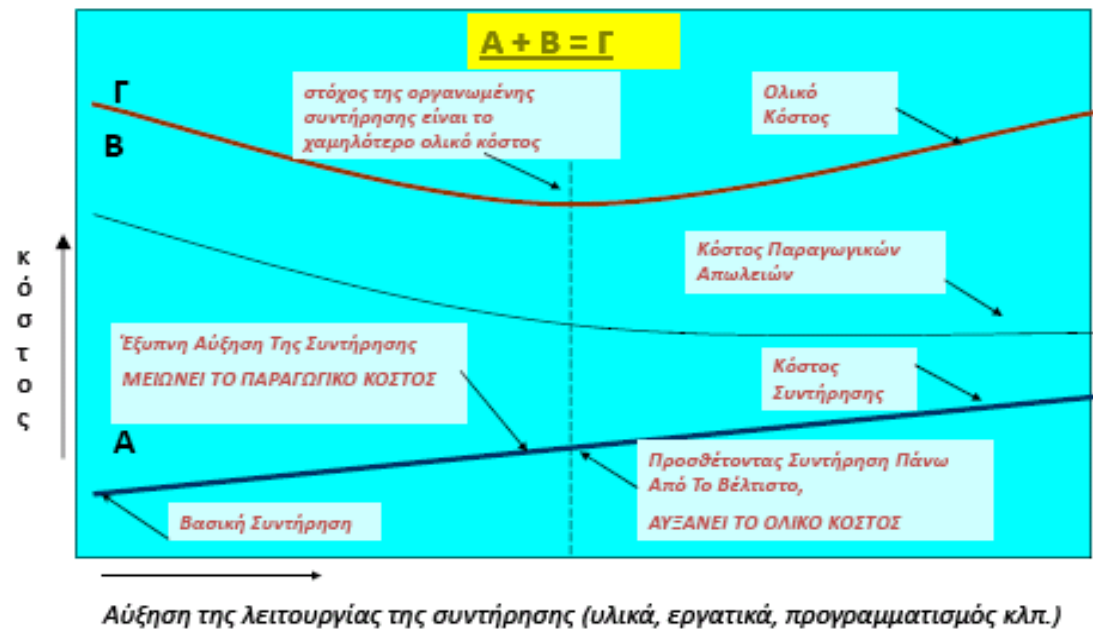 Α + Β = Γ
Γ
στόχος της οργανωμένης
συντήρησης είναι το
χαμηλότερο ολικό κόστος
Ολικό
Κόστος
Β
κόστος
Κόστος Παραγωγικών
Απωλειών
Έξυπνη Αύξηση Της Συντήρησης
ΜΕΙΩΝΕΙ ΤΟ ΠΑΡΑΓΩΓΙΚΟ ΚΟΣΤΟΣ
Κόστος
Συντήρησης
Α
Προσθέτοντας Συντήρηση Πάνω
Από Το Βέλτιστο,
ΑΥΞΑΝΕΙ ΤΟ ΟΛΙΚΟ ΚΟΣΤΟΣ
Βασική Συντήρηση
Αύξηση της λειτουργίας της συντήρησης (υλικά, εργατικά, προγραμματισμός κλπ.)